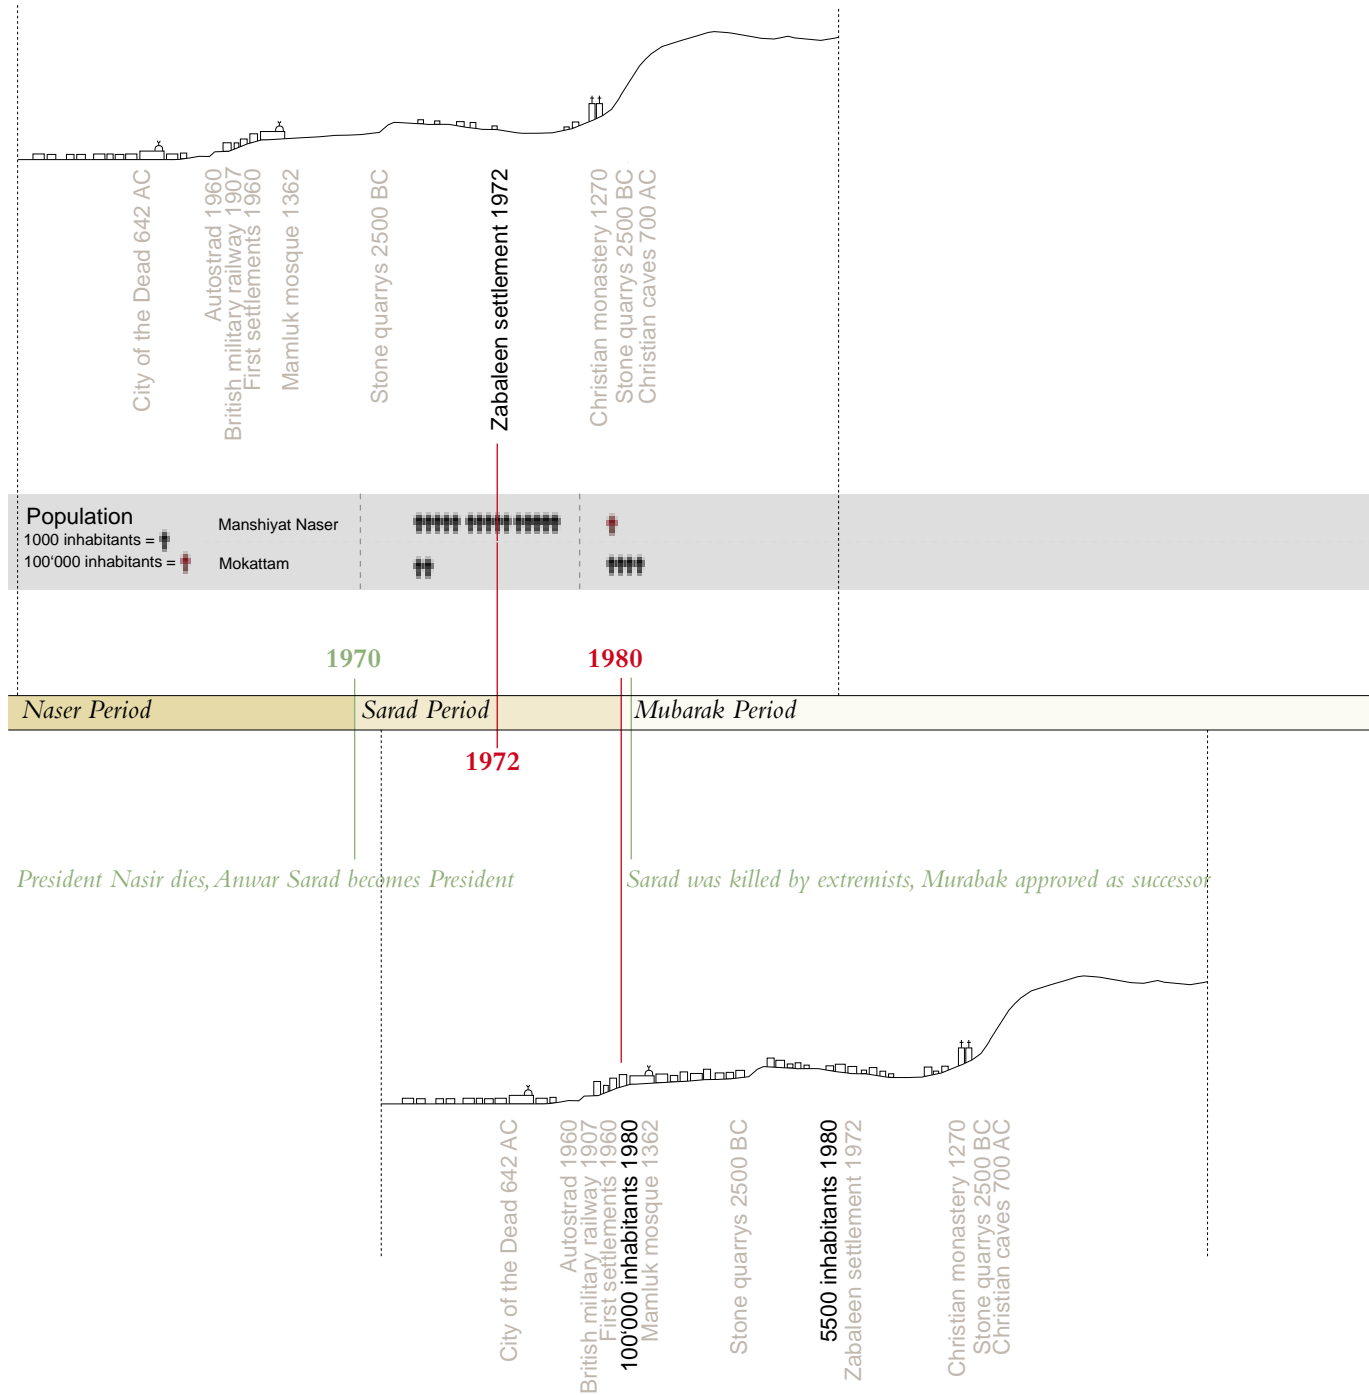 City of the Dead 642 AC
Autostrad 1960
British military railway 1907
First settlements 1960
Mamluk mosque 1362
Stone quarrys 2500 BC
Zabaleen settlement 1972
Christian monastery 1270
Stone quarrys 2500 BC
Christian caves 700 AC
Population
1000 inhabitants =
100'000 inhabitants =
Manshiyat Naser
Mokattam
1970
1980
Naser Period
Sarad Period
Mubarak Period
1972
President Nasir dies, Anwar Sarad becomes President
Sarad was killed by extremists, Murabak approved as successor
City of the Dead 642 AC
Autostrad 1960
British military railway 1907
First settlements 1960
100'000 inhabitants 1980
Mamluk mosque 1362
Stone quarrys 2500 BC
5500 inhabitants 1980
Zabaleen settlement 1972
Christian monastery 1270
Stone quarrys 2500 BC
Christian caves 700 AC